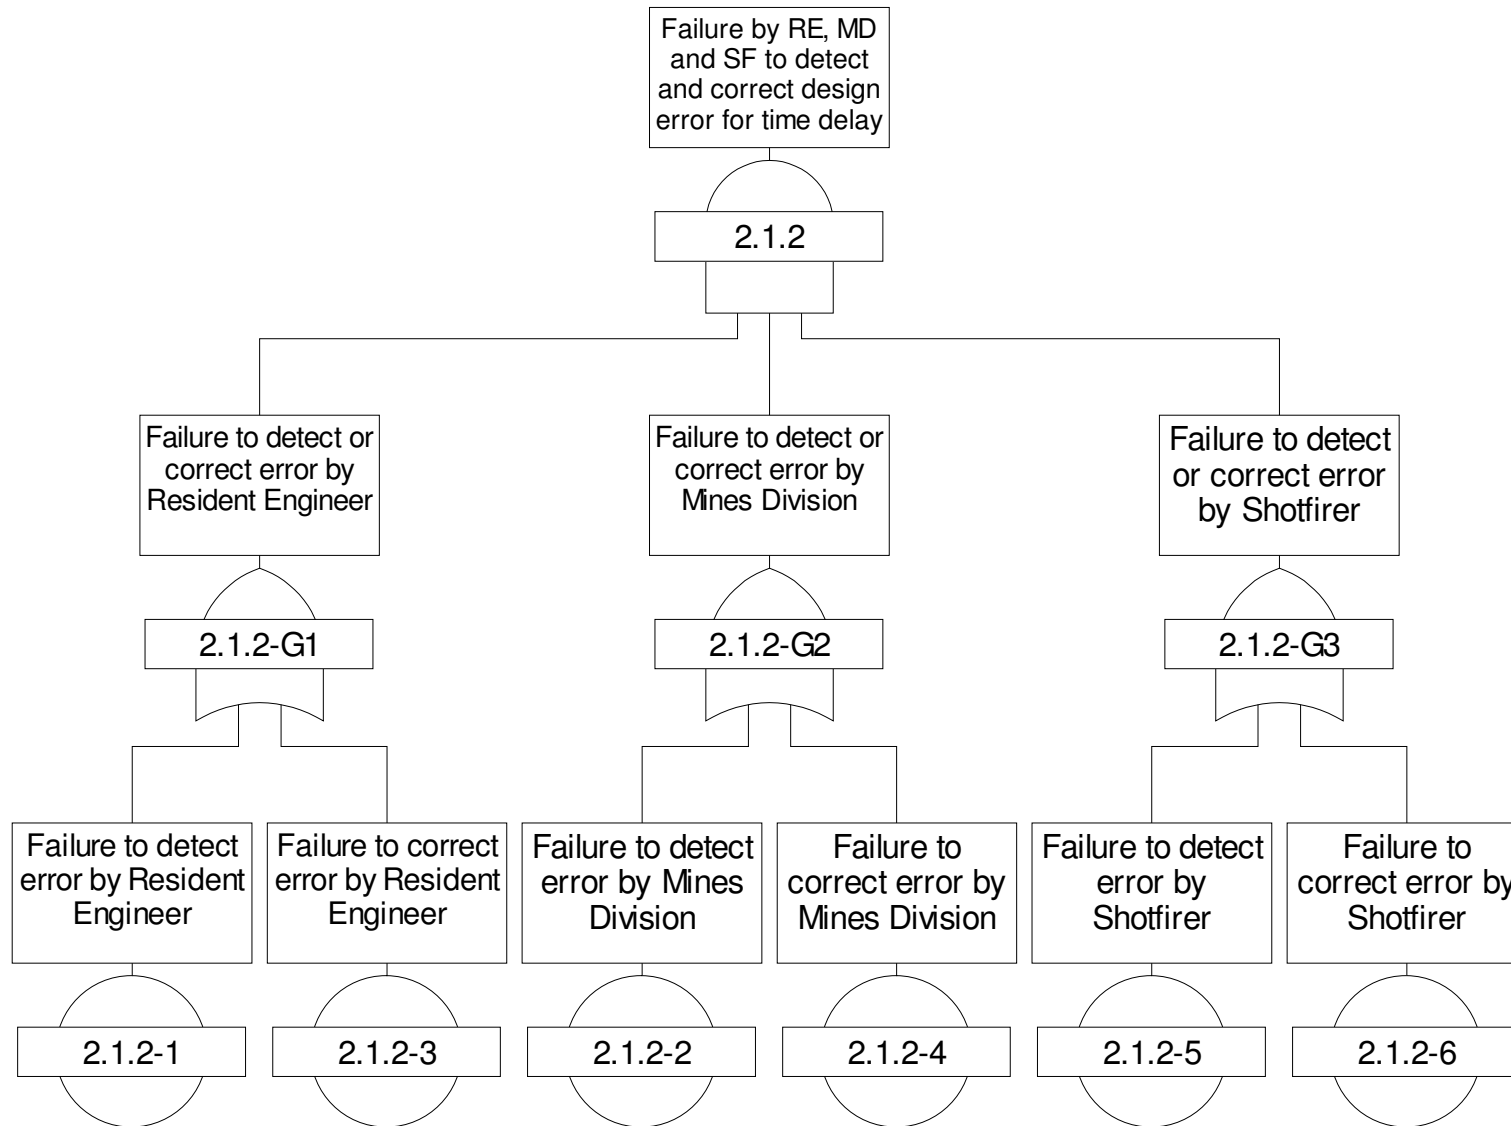 Failure by RE, MD
and SF to detect
and correct design
error for time delay
2.1.2
Failure to detect or
correct error by
Resident Engineer
Failure to detect or
correct error by
Mines Division
Failure to detect
or correct error
by Shotfirer
2.1.2-G1
2.1.2-G2
2.1.2-G3
Failure to detect
error by Resident
Engineer
Failure to correct
error by Resident
Engineer
Failure to detect
error by Mines
Division
Failure to
correct error by
Mines Division
Failure to detect
error by
Shotfirer
Failure to
correct error by
Shotfirer
2.1.2-1
2.1.2-3
2.1.2-2
2.1.2-4
2.1.2-5
2.1.2-6